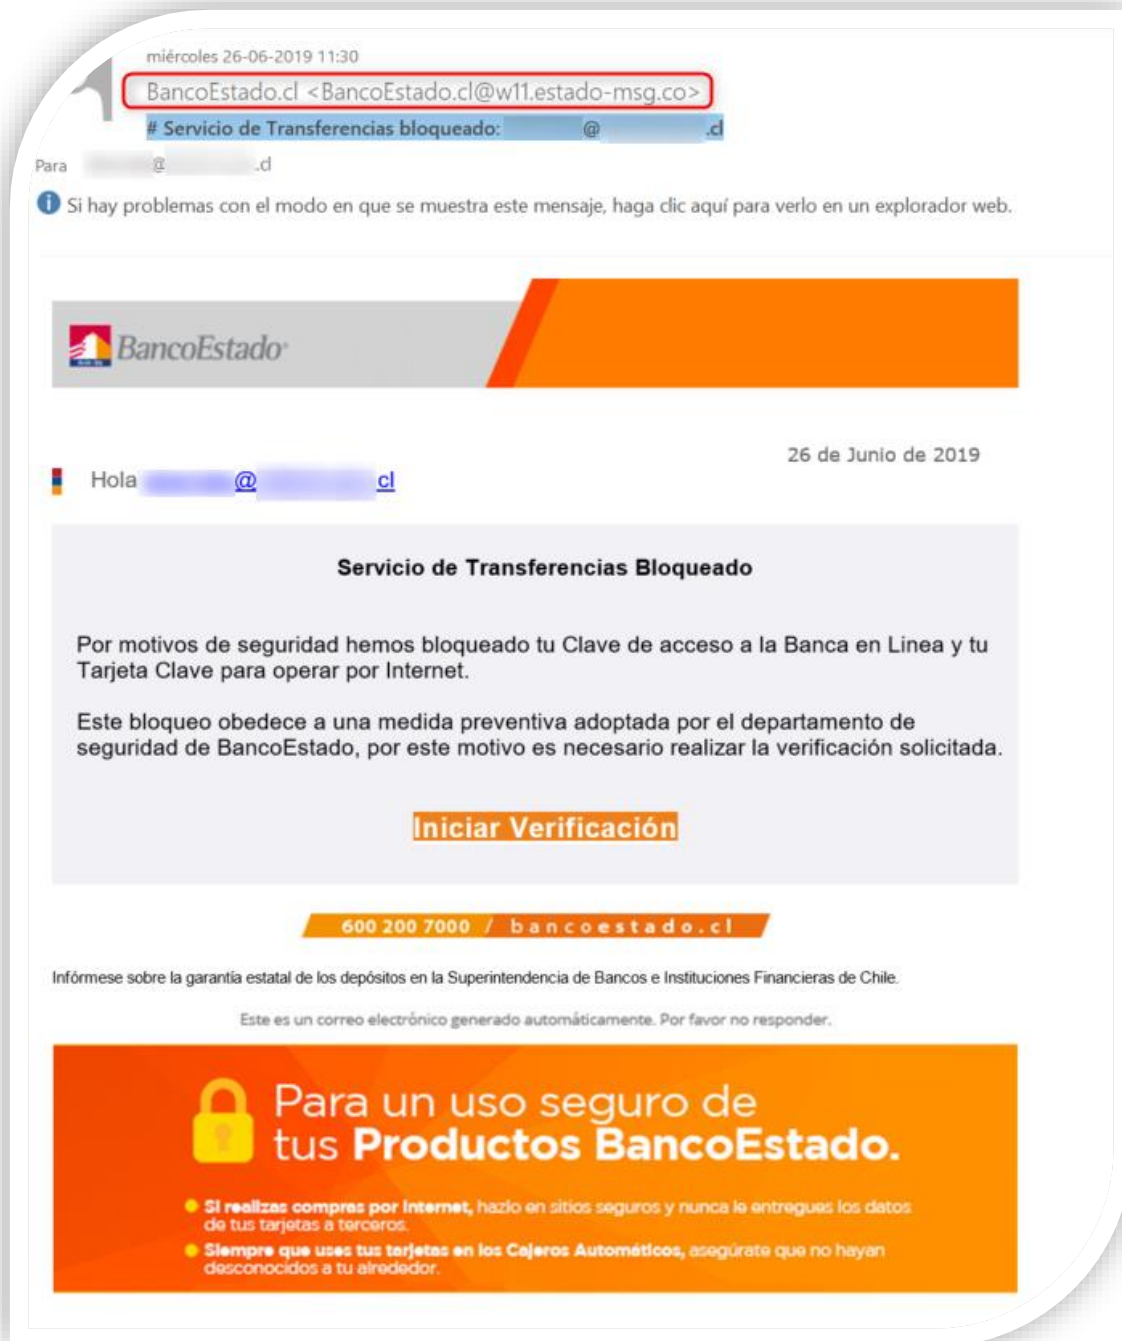 miércoles 26-06-2019 11:30
BancoEstado.cl <BancoEstado.cl@w11.estado-msg.co>
# Servicio de Transferencias bloqueado: @ .cl
Para @ .cl
Si hay problemas con el modo en que se muestra este mensaje, haga clic aquí para verlo en un explorador web.
BancoEstado
26 de Junio de 2019
Hola @ cl
Servicio de Transferencias Bloqueado
Por motivos de seguridad hemos bloqueado tu Clave de acceso a la Banca en Linea y tu
Tarjeta Clave para operar por Internet.
Este bloqueo obedece a una medida preventiva adoptada por el departamento de
seguridad de BancoEstado, por este motivo es necesario realizar la verificación solicitada.
Iniciar Verificación
600 200 7000 / bancoestado.cl
Infórmese sobre la garantía estatal de los depósitos en la Superintendencia de Bancos e Instituciones Financieras de Chile.
Este es un correo electrónico generado automáticamente. Por favor no responder.
Para un uso seguro de
tus Productos BancoEstado.
Si realizas compras por Internet, hazlo en sitios seguros y nunca le entregues los datos
de tus tarjetas a terceros.
Siempre que uses tus tarjetas en los Cajeros Automáticos, asegúrate que no hayan
desconocidos a tu alrededor.